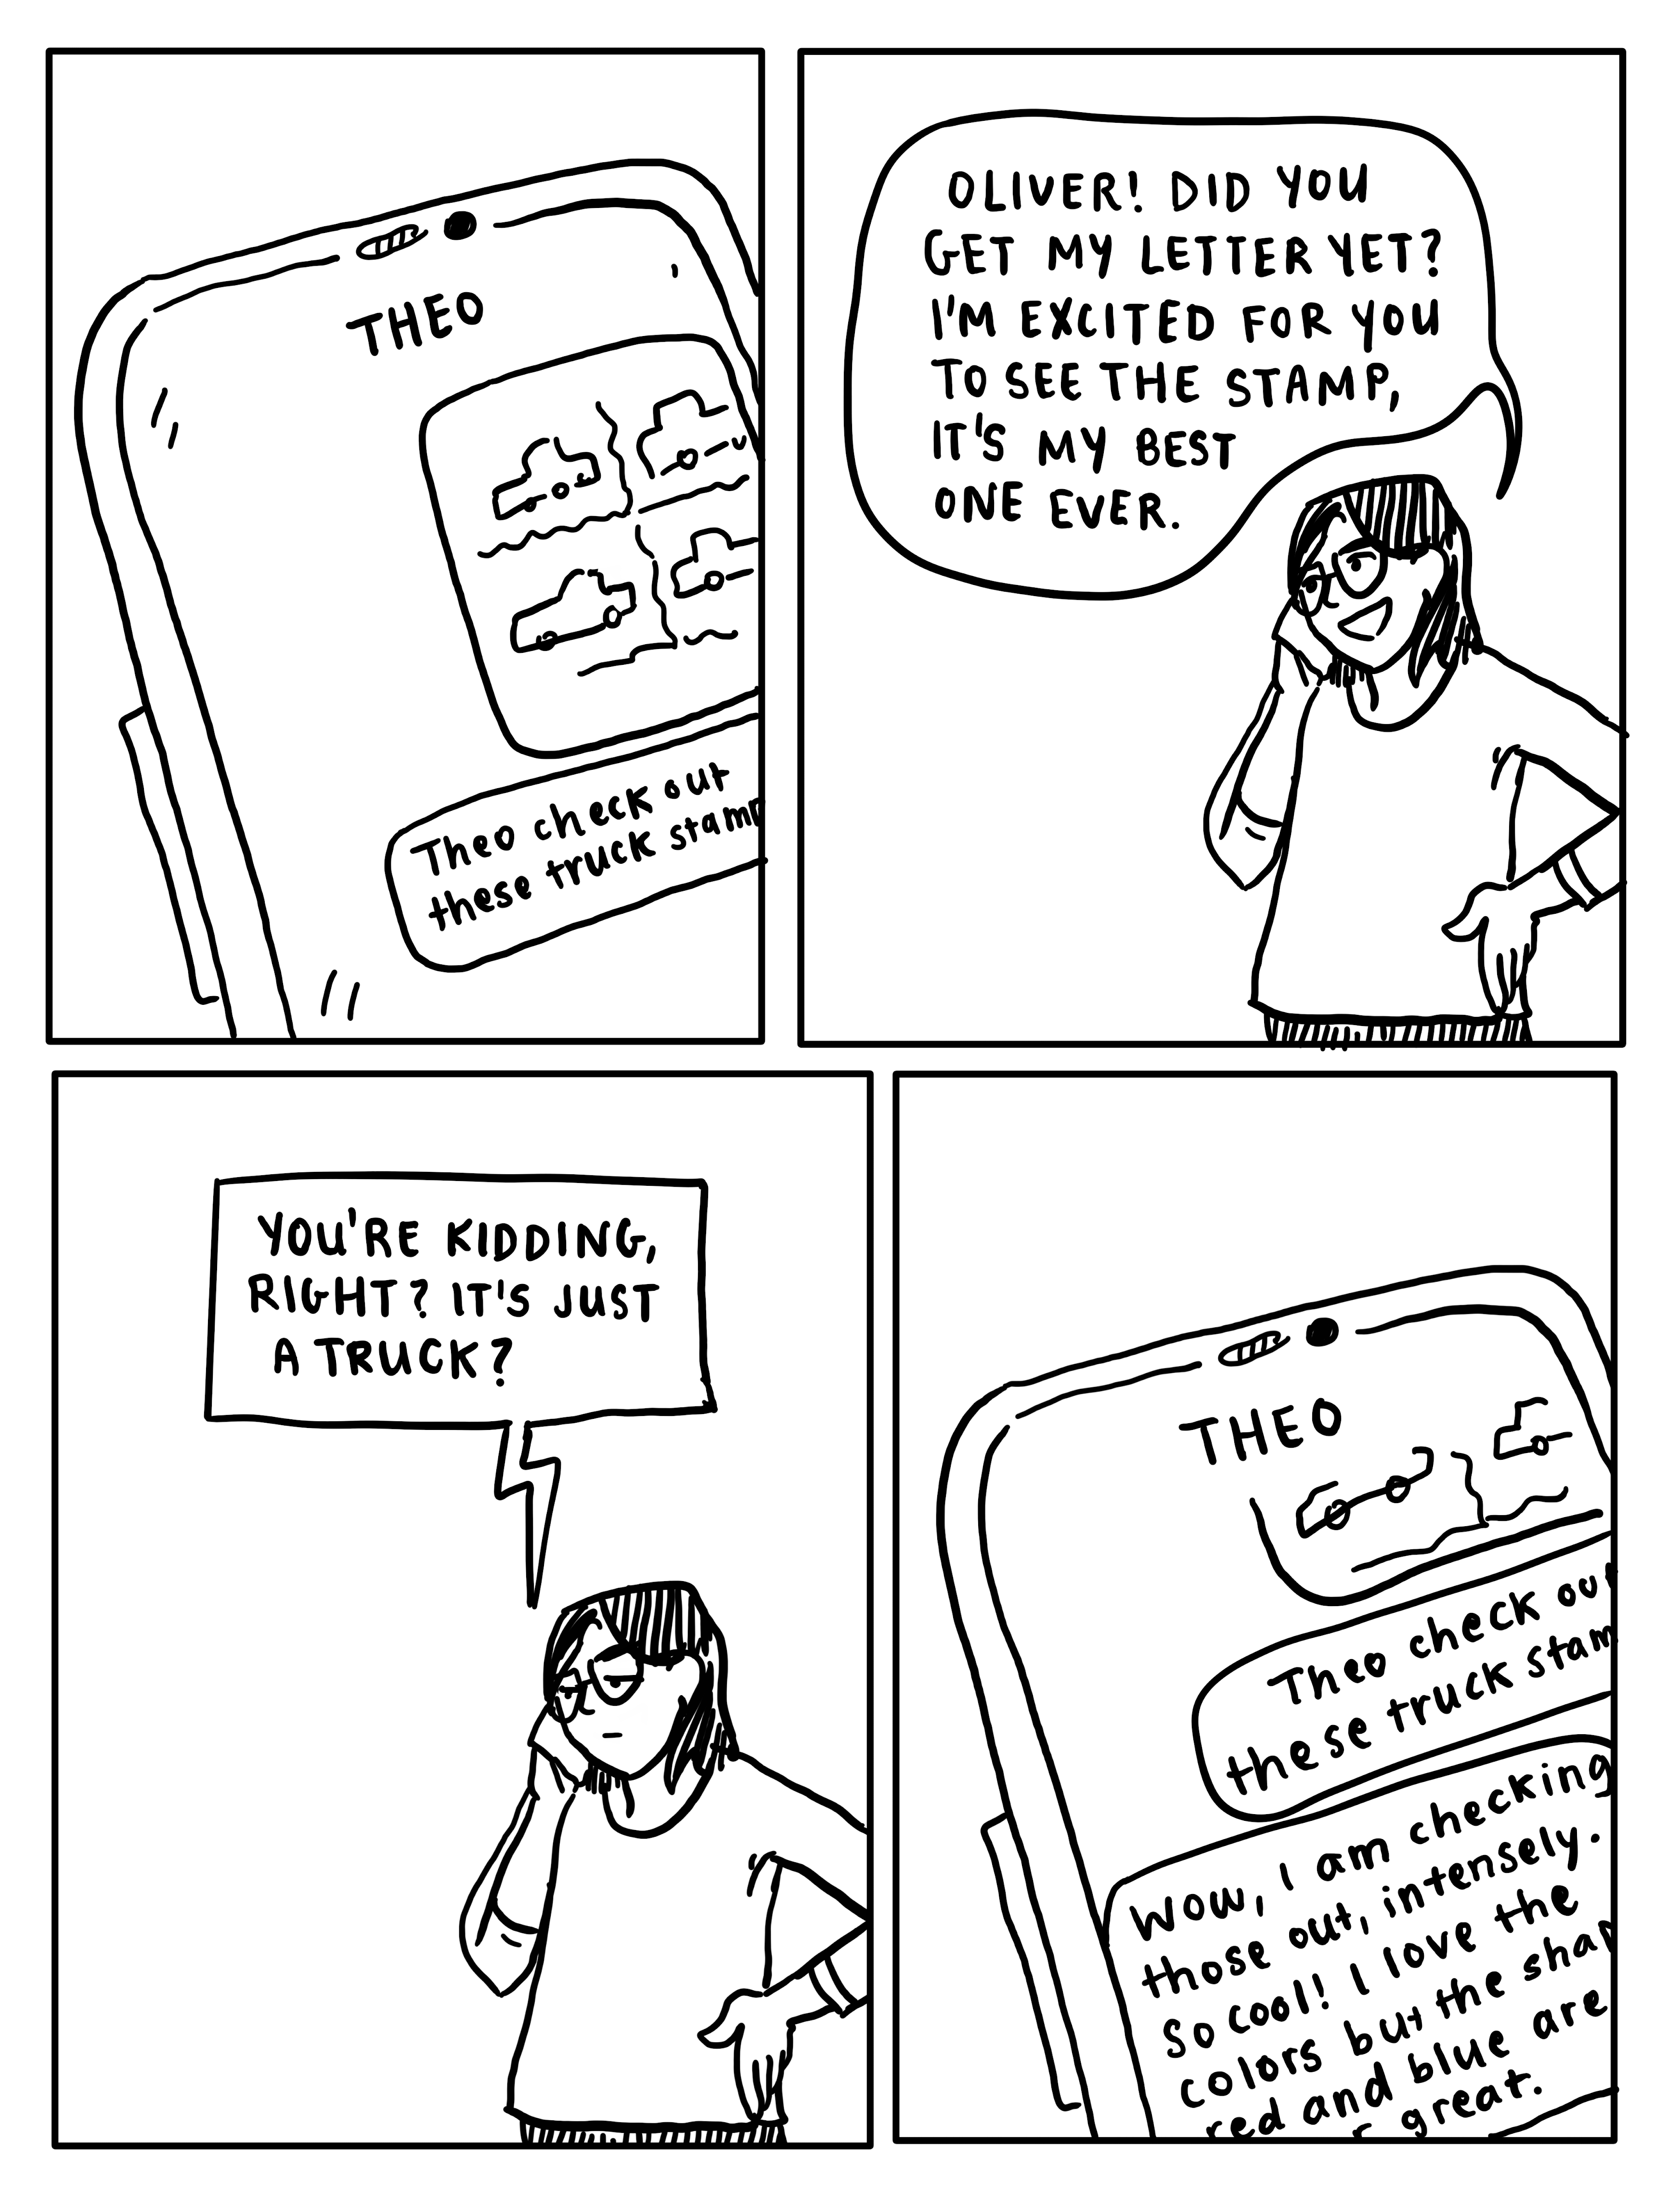 THEO
Theo check out
these truck stamp
OLIVER! DID YOU
GET MY LETTER YET?
I'M EXCITED FOR YOU
TO SEE THE STAMP,
IT'S MY BEST
ONE EVER.
YOU'RE KIDDING,
RIGHT? IT'S JUST
A TRUCK?
THEO
Theo check out
these truck stam
Wow, I am checking
those out, intensely.
So cool! I love the
colors but the shap
red and blue are
great.